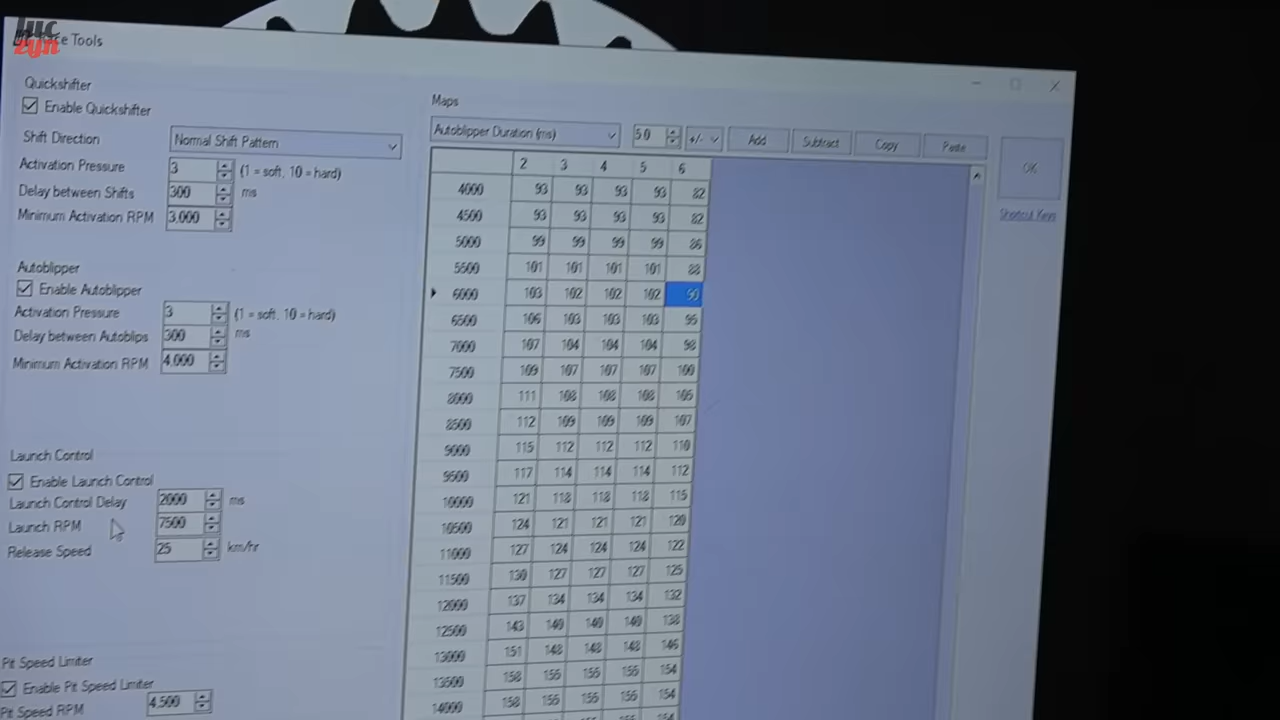 luc
zyn
Race Tools
Quickshifter
Enable Quickshifter
Shift Direction Normal Shift Pattern
Activation Pressure 3 (1 = soft, 10 = hard)
Delay between Shifts 300 ms
Minimum Activation RPM 3.000
Autoblipper
Enable Autoblipper
Activation Pressure 3 (1 = soft, 10 = hard)
Delay between Autoblips 300 ms
Minimum Activation RPM 4.000
Launch Control
Enable Launch Control
Launch Control Delay 2000 ms
Launch RPM 7500
Release Speed 25 km/hr
Pit Speed Limiter
Enable Pit Speed Limiter
Pit Speed RPM 4.500
Maps
Autoblipper Duration (ms) 50 +/- Add Subtract Copy Paste
OK
Shortcut Keys
2 3 4 5 6
4000 93 93 93 93 82
4500 93 93 93 93 82
5000 99 99 99 99 86
5500 101 101 101 101 88
6000 103 102 102 102 90
6500 106 103 103 103 95
7000 107 104 104 104 98
7500 109 107 107 107 100
8000 111 108 108 108 105
8500 112 109 109 109 107
9000 115 112 112 112 110
9500 117 114 114 114 112
10000 121 118 118 118 115
10500 124 121 121 121 120
11000 127 124 124 124 122
11500 130 127 127 127 125
12000 137 134 134 134 132
12500 143 140 140 140 138
13000 151 148 148 148 146
13500 158 155 155 155 154
14000 158 155 155 155 154